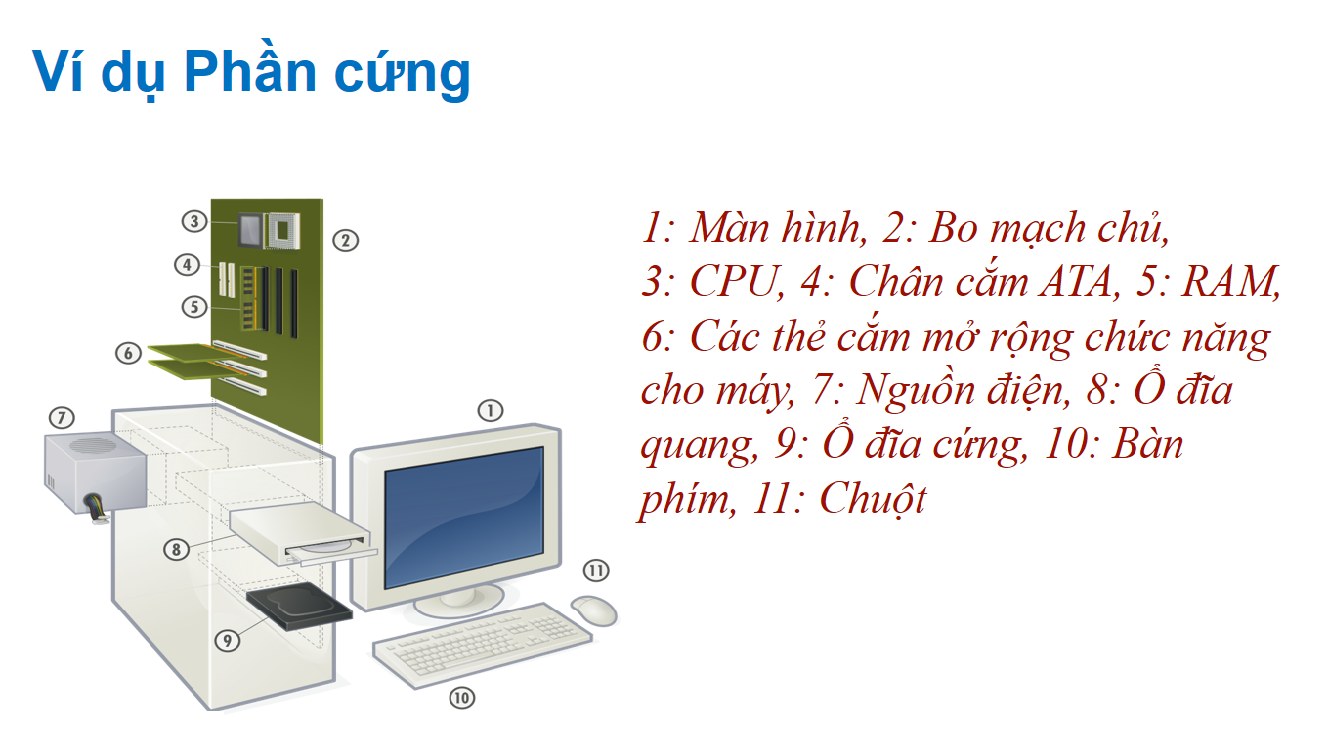 Ví dụ Phần cứng
1: Màn hình, 2: Bo mạch chủ,
3: CPU, 4: Chân cắm ATA, 5: RAM,
6: Các thẻ cắm mở rộng chức năng
cho máy, 7: Nguồn điện, 8: Ổ đĩa
quang, 9: Ổ đĩa cứng, 10: Bàn
phím, 11: Chuột
3
2
4
5
6
7
1
8
11
9
10